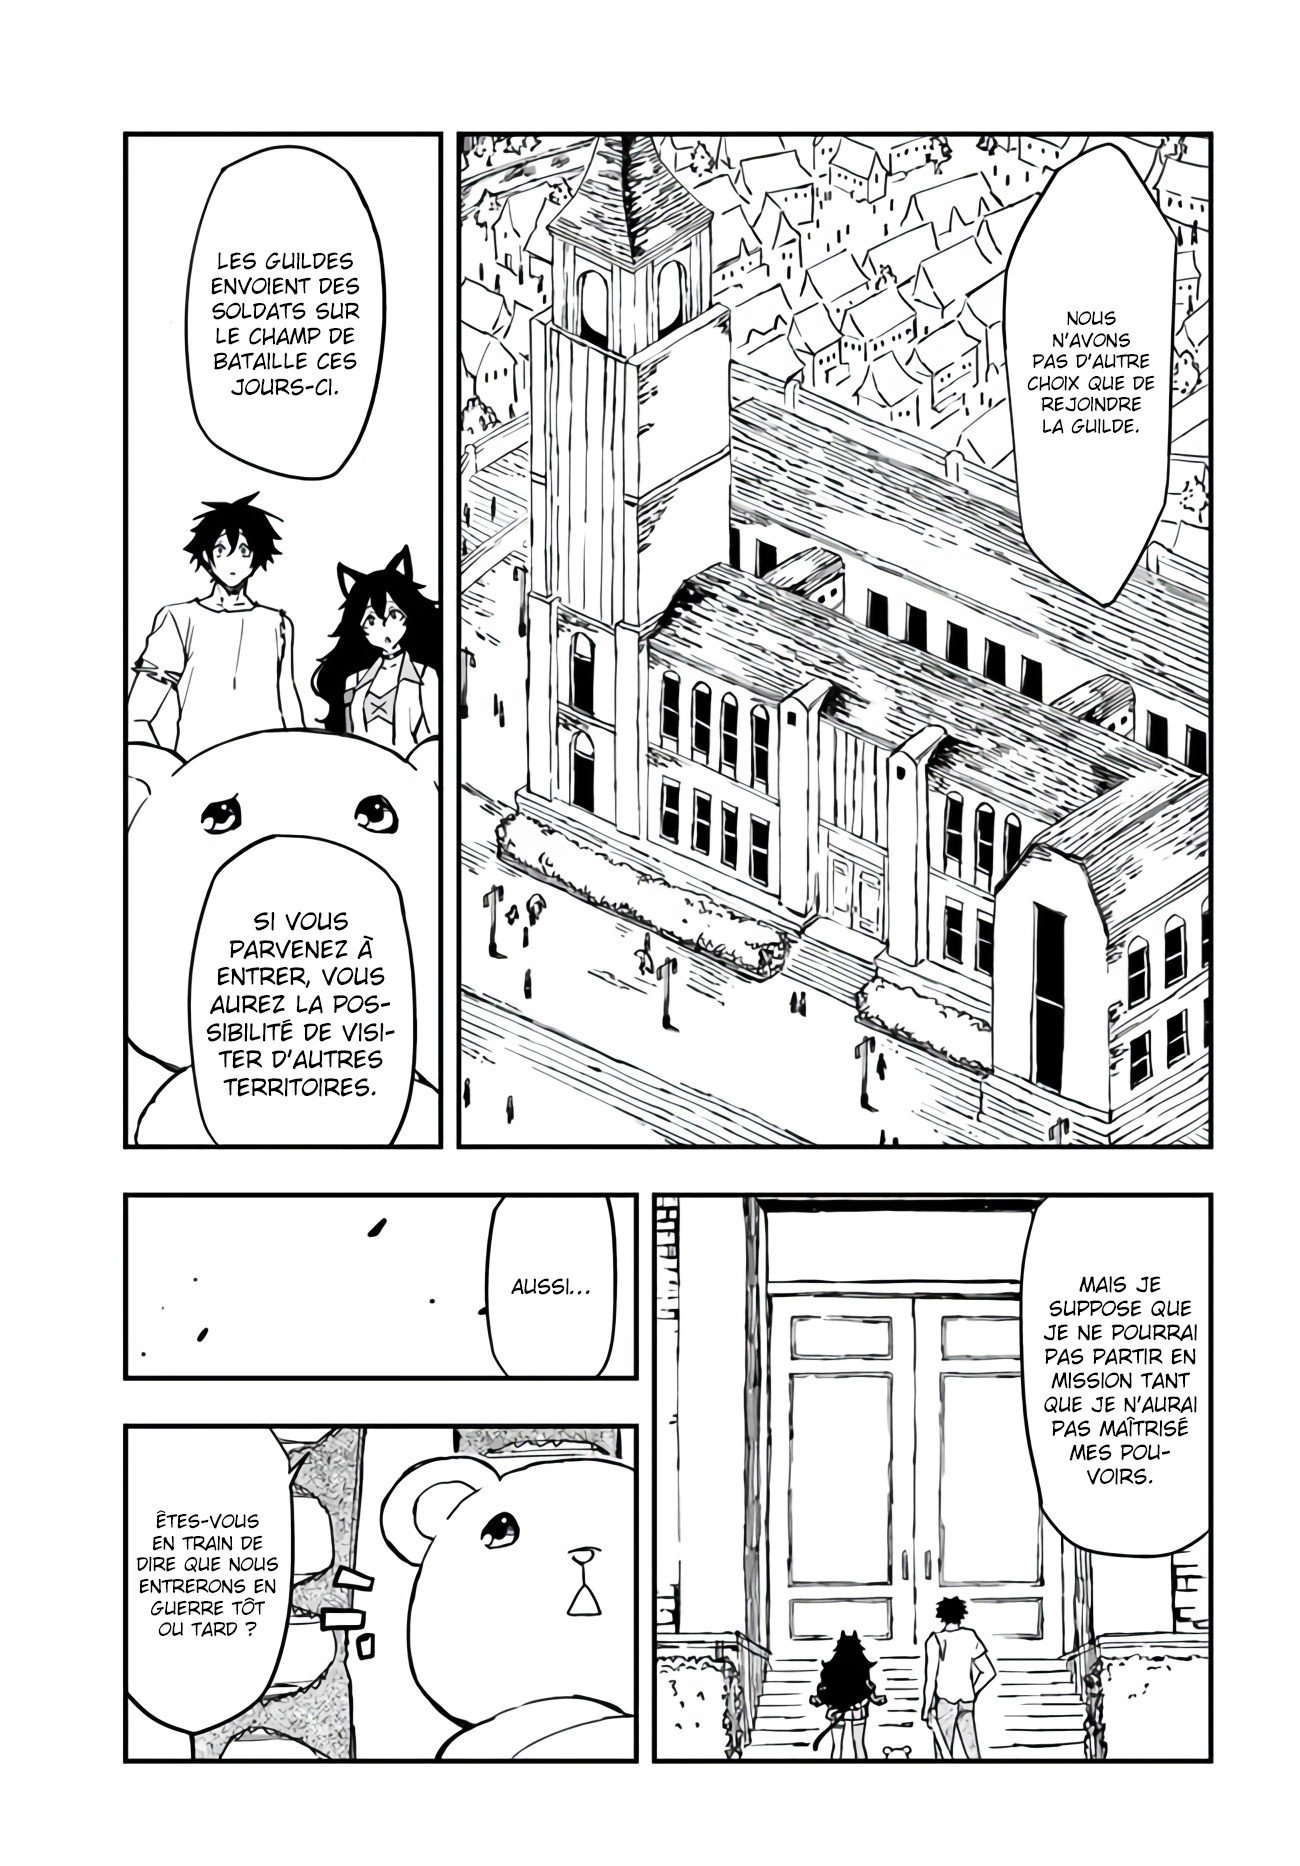 NOUS
N'AVONS
PAS D'AUTRE
CHOIX QUE DE
REJOINDRE
LA GUILDE.
LES GUILDES
ENVOIENT DES
SOLDATS SUR
LE CHAMP DE
BATAILLE CES
JOURS-CI.
SI VOUS
PARVENEZ À
ENTRER, VOUS
AUREZ LA POS-
SIBILITÉ DE VISI-
TER D'AUTRES
TERRITOIRES.
MAIS JE
SUPPOSE QUE
JE NE POURRAI
PAS PARTIR EN
MISSION TANT
QUE JE N'AURAI
PAS MAÎTRISÉ
MES POU-
VOIRS.
AUSSI...
ÊTES-VOUS
EN TRAIN DE
DIRE QUE NOUS
ENTRERONS EN
GUERRE TÔT
OU TARD ?